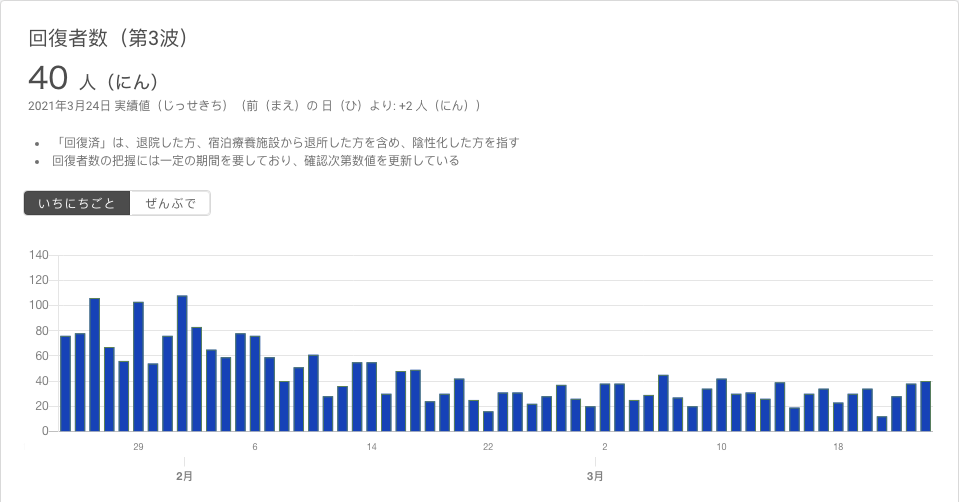 回復者数（第3波）
40 人（にん）
2021年3月24日 実績値（じっせきち）（前（まえ）の 日（ひ）より: +2 人（にん））
• 「回復済」は、退院した方、宿泊療養施設から退所した方を含め、陰性化した方を指す
• 回復者数の把握には一定の期間を要しており、確認次第数値を更新している
いちにちごと ぜんぶで
140
120
100
80
60
40
20
0
29 6 14 22 2 10 18
2月 3月